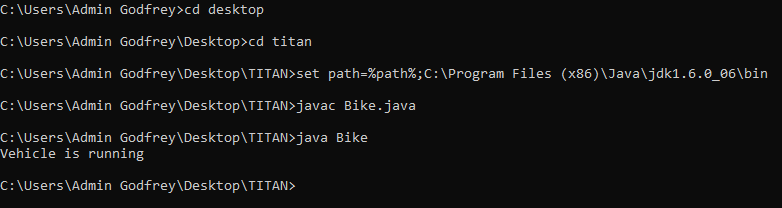 C:\Users\Admin Godfrey>cd desktop
C:\Users\Admin Godfrey\Desktop>cd titan
C:\Users\Admin Godfrey\Desktop\TITAN>set path=%path%;C:\Program Files (x86)\Java\jdk1.6.0_06\bin
C:\Users\Admin Godfrey\Desktop\TITAN>javac Bike.java
C:\Users\Admin Godfrey\Desktop\TITAN>java Bike
Vehicle is running
C:\Users\Admin Godfrey\Desktop\TITAN>